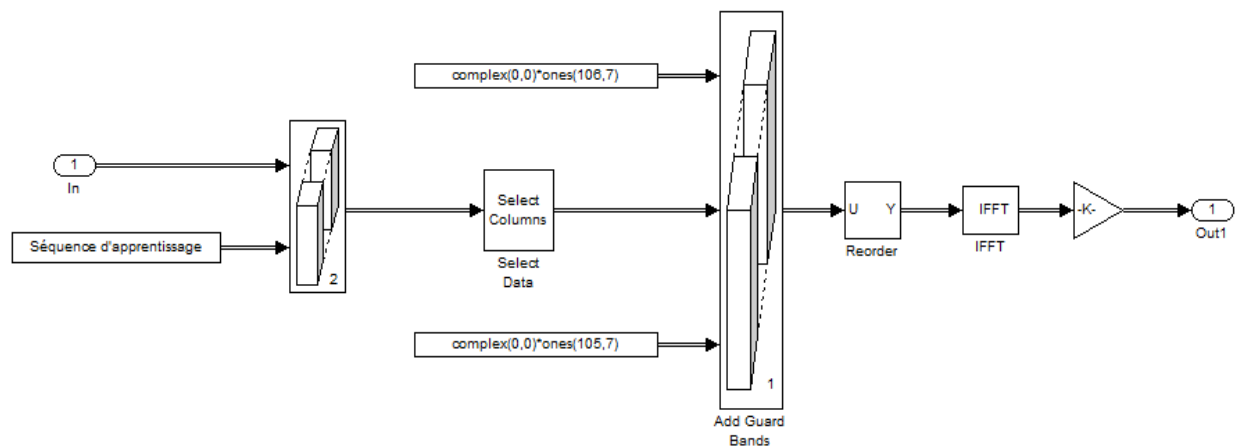 complex(0,0)*ones(106,7)
1
In
Séquence d'apprentissage
2
Select
Columns
Select
Data
complex(0,0)*ones(105,7)
1
Add Guard
Bands
U Y
Reorder
IFFT
IFFT
-K-
1
Out1